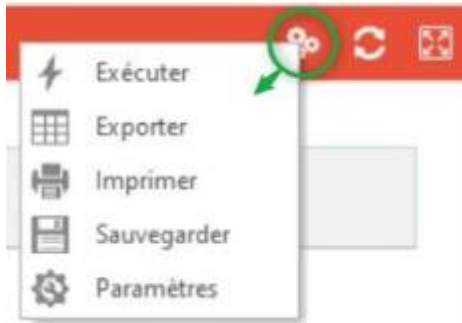 Exécuter
Exporter
Imprimer
Sauvegarder
Paramètres